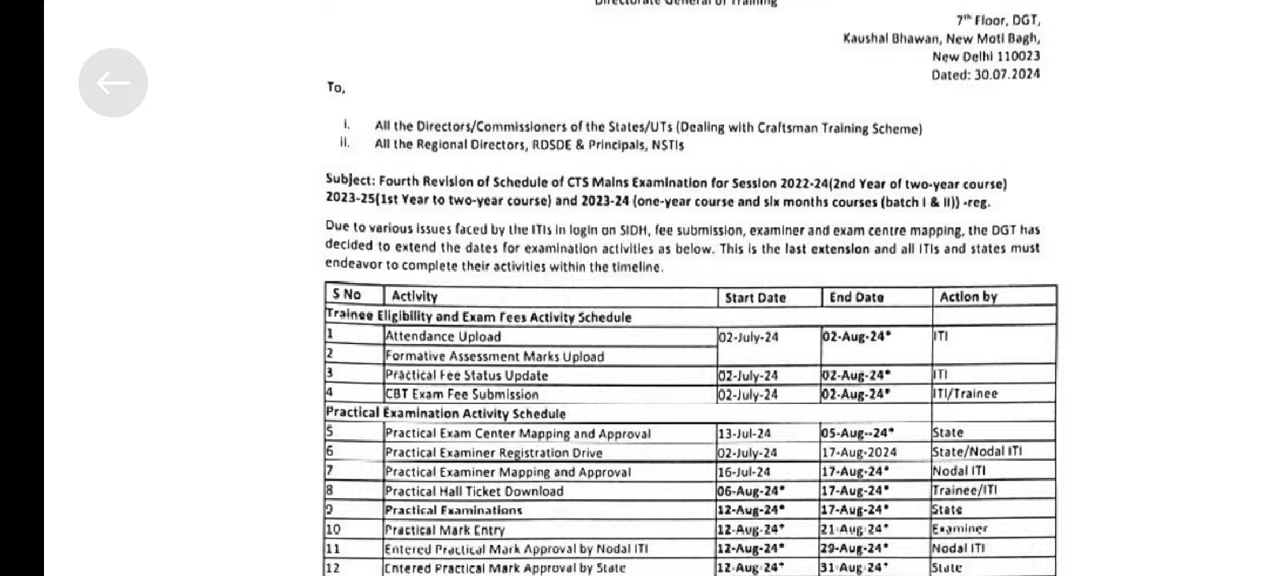 Directorate General of Training
7th Floor, DGT,
Kaushal Bhawan, New Moti Bagh,
New Delhi 110023
Dated: 30.07.2024
To,
i. All the Directors/Commissioners of the States/UTs (Dealing with Craftsman Training Scheme)
ii. All the Regional Directors, RDSDE & Principals, NSTIs
Subject: Fourth Revision of Schedule of CTS Mains Examination for Session 2022-24(2nd Year of two-year course)
2023-25(1st Year to two-year course) and 2023-24 (one-year course and six months courses (batch I & II)) -reg.
Due to various issues faced by the ITIs in login on SIDH, fee submission, examiner and exam centre mapping, the DGT has
decided to extend the dates for examination activities as below. This is the last extension and all ITIs and states must
endeavor to complete their activities within the timeline.
S No Activity Start Date End Date Action by
Trainee Eligibility and Exam Fees Activity Schedule
1 Attendance Upload 02-July-24 02-Aug-24* ITI
2 Formative Assessment Marks Upload
3 Practical Fee Status Update 02-July-24 02-Aug-24* ITI
4 CBT Exam Fee Submission 02-July-24 02-Aug-24* ITI/Trainee
Practical Examination Activity Schedule
5 Practical Exam Center Mapping and Approval 13-Jul-24 05-Aug--24* State
6 Practical Examiner Registration Drive 02-July-24 17-Aug-2024 State/Nodal ITI
7 Practical Examiner Mapping and Approval 16-Jul-24 17-Aug-24* Nodal ITI
8 Practical Hall Ticket Download 06-Aug-24* 17-Aug-24* Trainee/ITI
9 Practical Examinations 12-Aug-24* 17-Aug-24* State
10 Practical Mark Entry 12-Aug-24* 21-Aug-24* Examiner
11 Entered Practical Mark Approval by Nodal ITI 12-Aug-24* 29-Aug-24* Nodal ITI
12 Entered Practical Mark Approval by State 12-Aug-24* 31-Aug-24* State